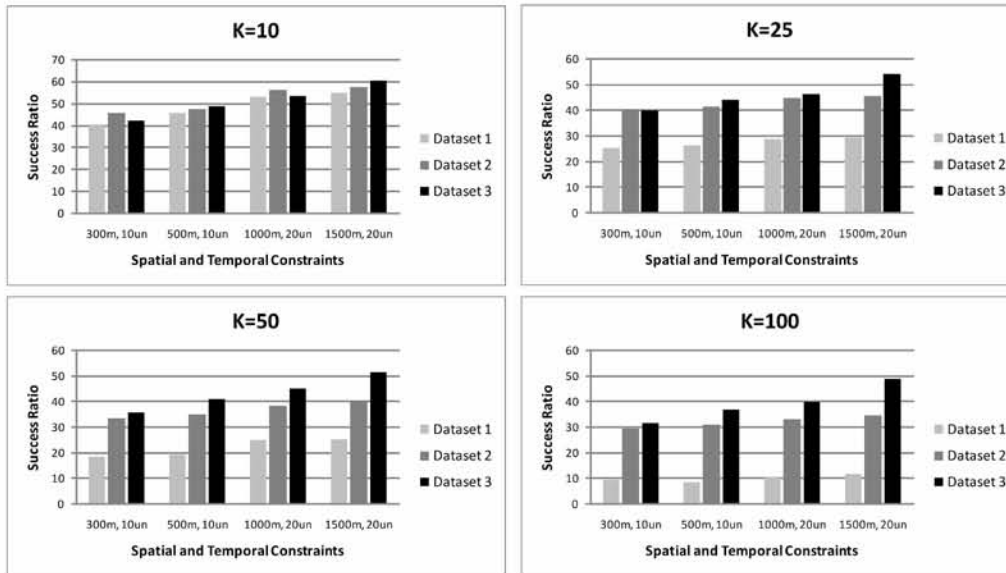 K=10
Success Ratio
70
60
50
40
30
20
10
0
300m, 10un 500m, 10un 1000m, 20un 1500m, 20un
Spatial and Temporal Constraints
Dataset 1
Dataset 2
Dataset 3
K=25
Success Ratio
60
50
40
30
20
10
0
300m, 10un 500m, 10un 1000m, 20un 1500m, 20un
Spatial and Temporal Constraints
Dataset 1
Dataset 2
Dataset 3
K=50
Success Ratio
60
50
40
30
20
10
0
300m, 10un 500m, 10un 1000m, 20un 1500m, 20un
Spatial and Temporal Constraints
Dataset 1
Dataset 2
Dataset 3
K=100
Success Ratio
60
50
40
30
20
10
0
300m, 10un 500m, 10un 1000m, 20un 1500m, 20un
Spatial and Temporal Constraints
Dataset 1
Dataset 2
Dataset 3